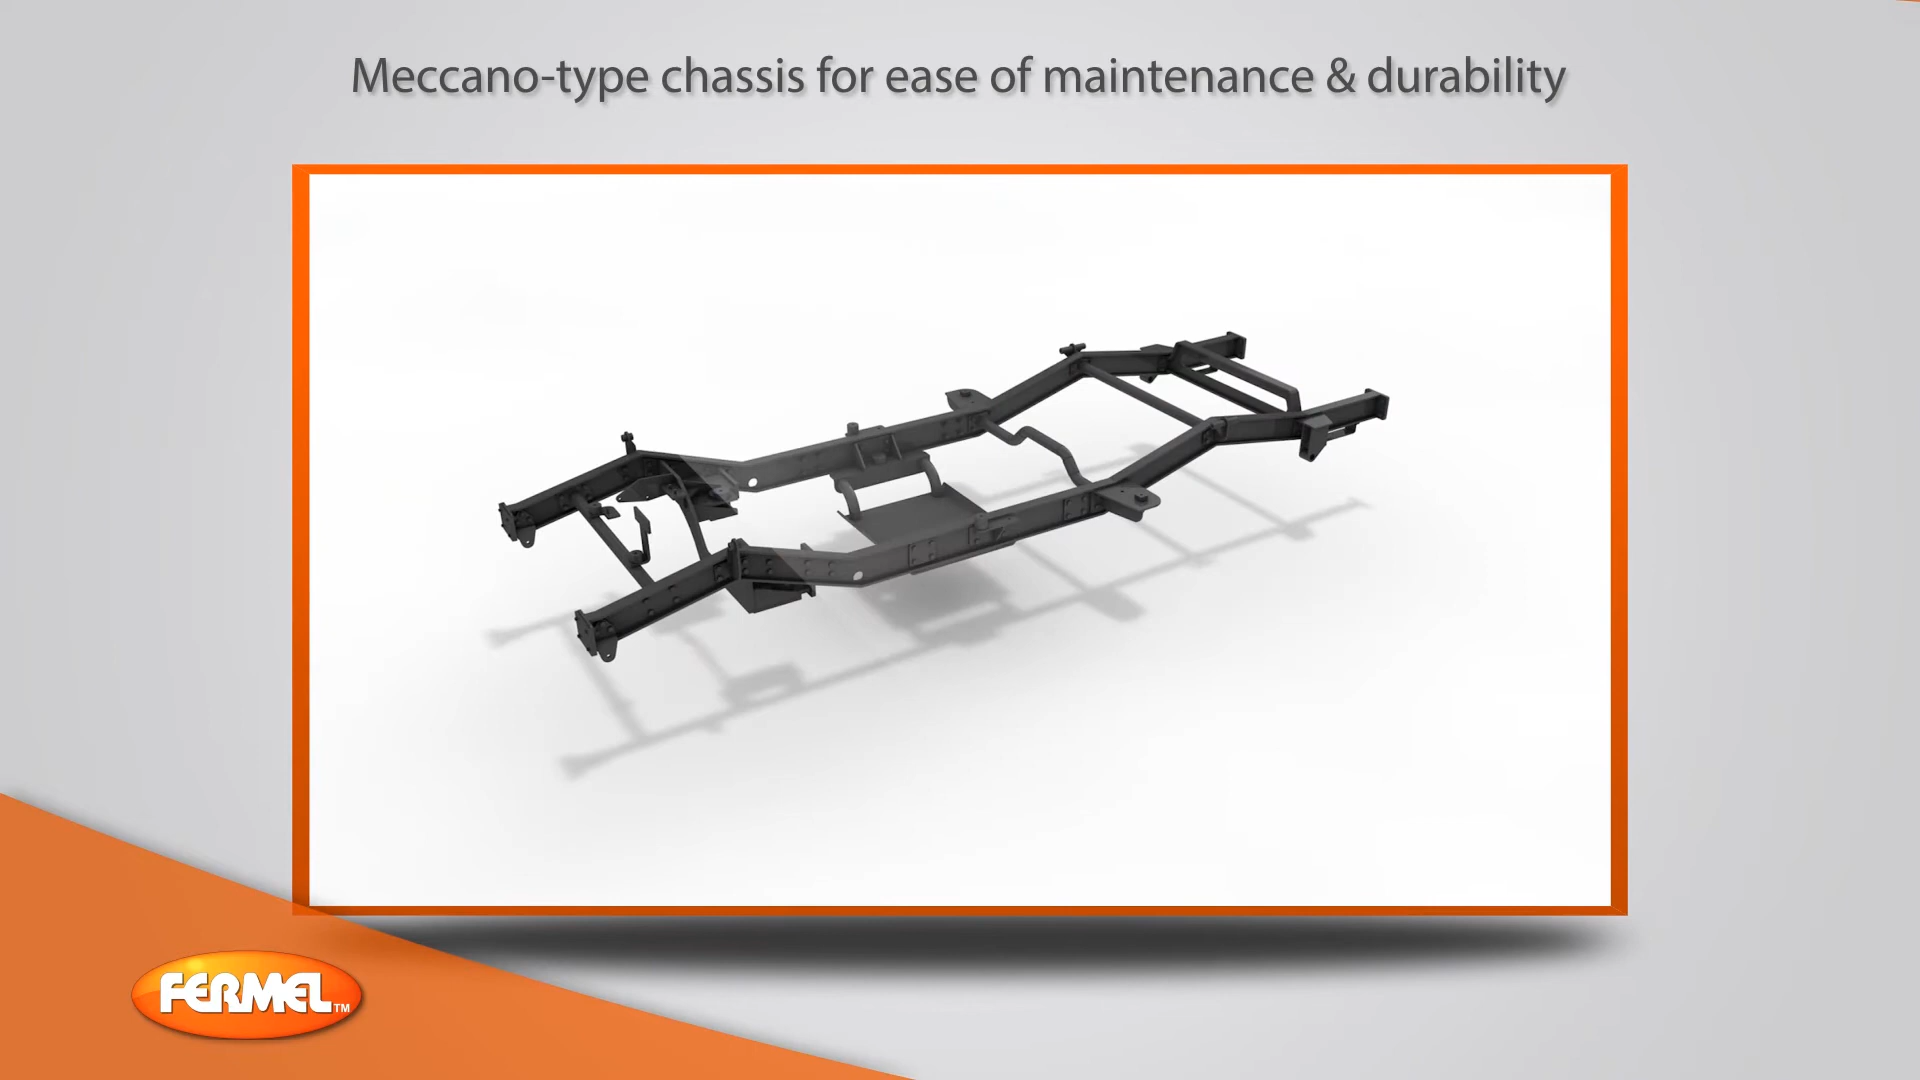 Meccano-type chassis for ease of maintenance & durability
FERMEL™